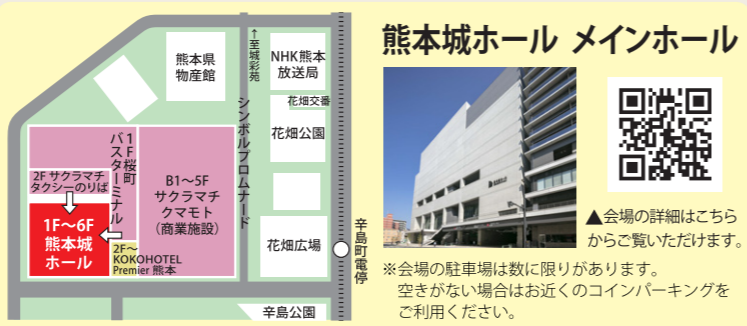 熊本城ホール メインホール
熊本県
物産館
↑至城彩苑
シンボルプロムナード
NHK熊本
放送局
花畑交番
花畑公園
花畑広場
辛島町電停
辛島公園
1F桜町
バスターミナル
2F サクラマチ
タクシーのりば
B1～5F
サクラマチ
クマモト
（商業施設）
1F～6F
熊本城
ホール
2F～
KOKOHOTEL
Premier 熊本
▲会場の詳細はこちら
からご覧いただけます。
※会場の駐車場は数に限りがあります。
空きがない場合はお近くのコインパーキングを
ご利用ください。